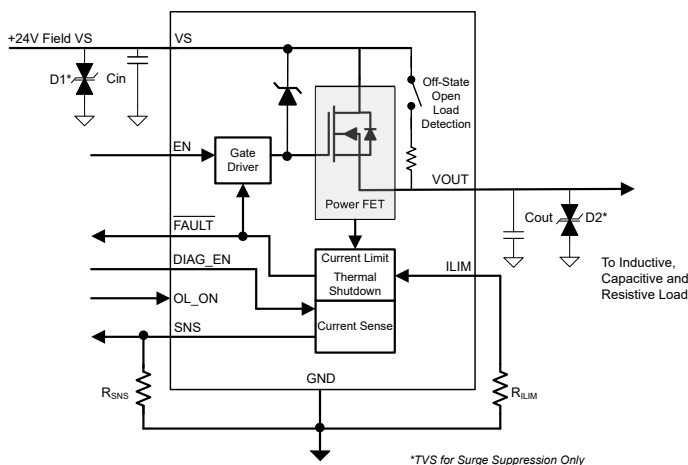 +24V Field VS
VS
D1*
Cin
Off-State
Open
Load
Detection
EN
Gate
Driver
VOUT
Power FET
FAULT
Cout
D2*
DIAG_EN
Current Limit
Thermal
Shutdown
ILIM
To Inductive,
Capacitive and
Resistive Load
OL_ON
SNS
Current Sense
GND
RSNS
RILIM
*TVS for Surge Suppression Only